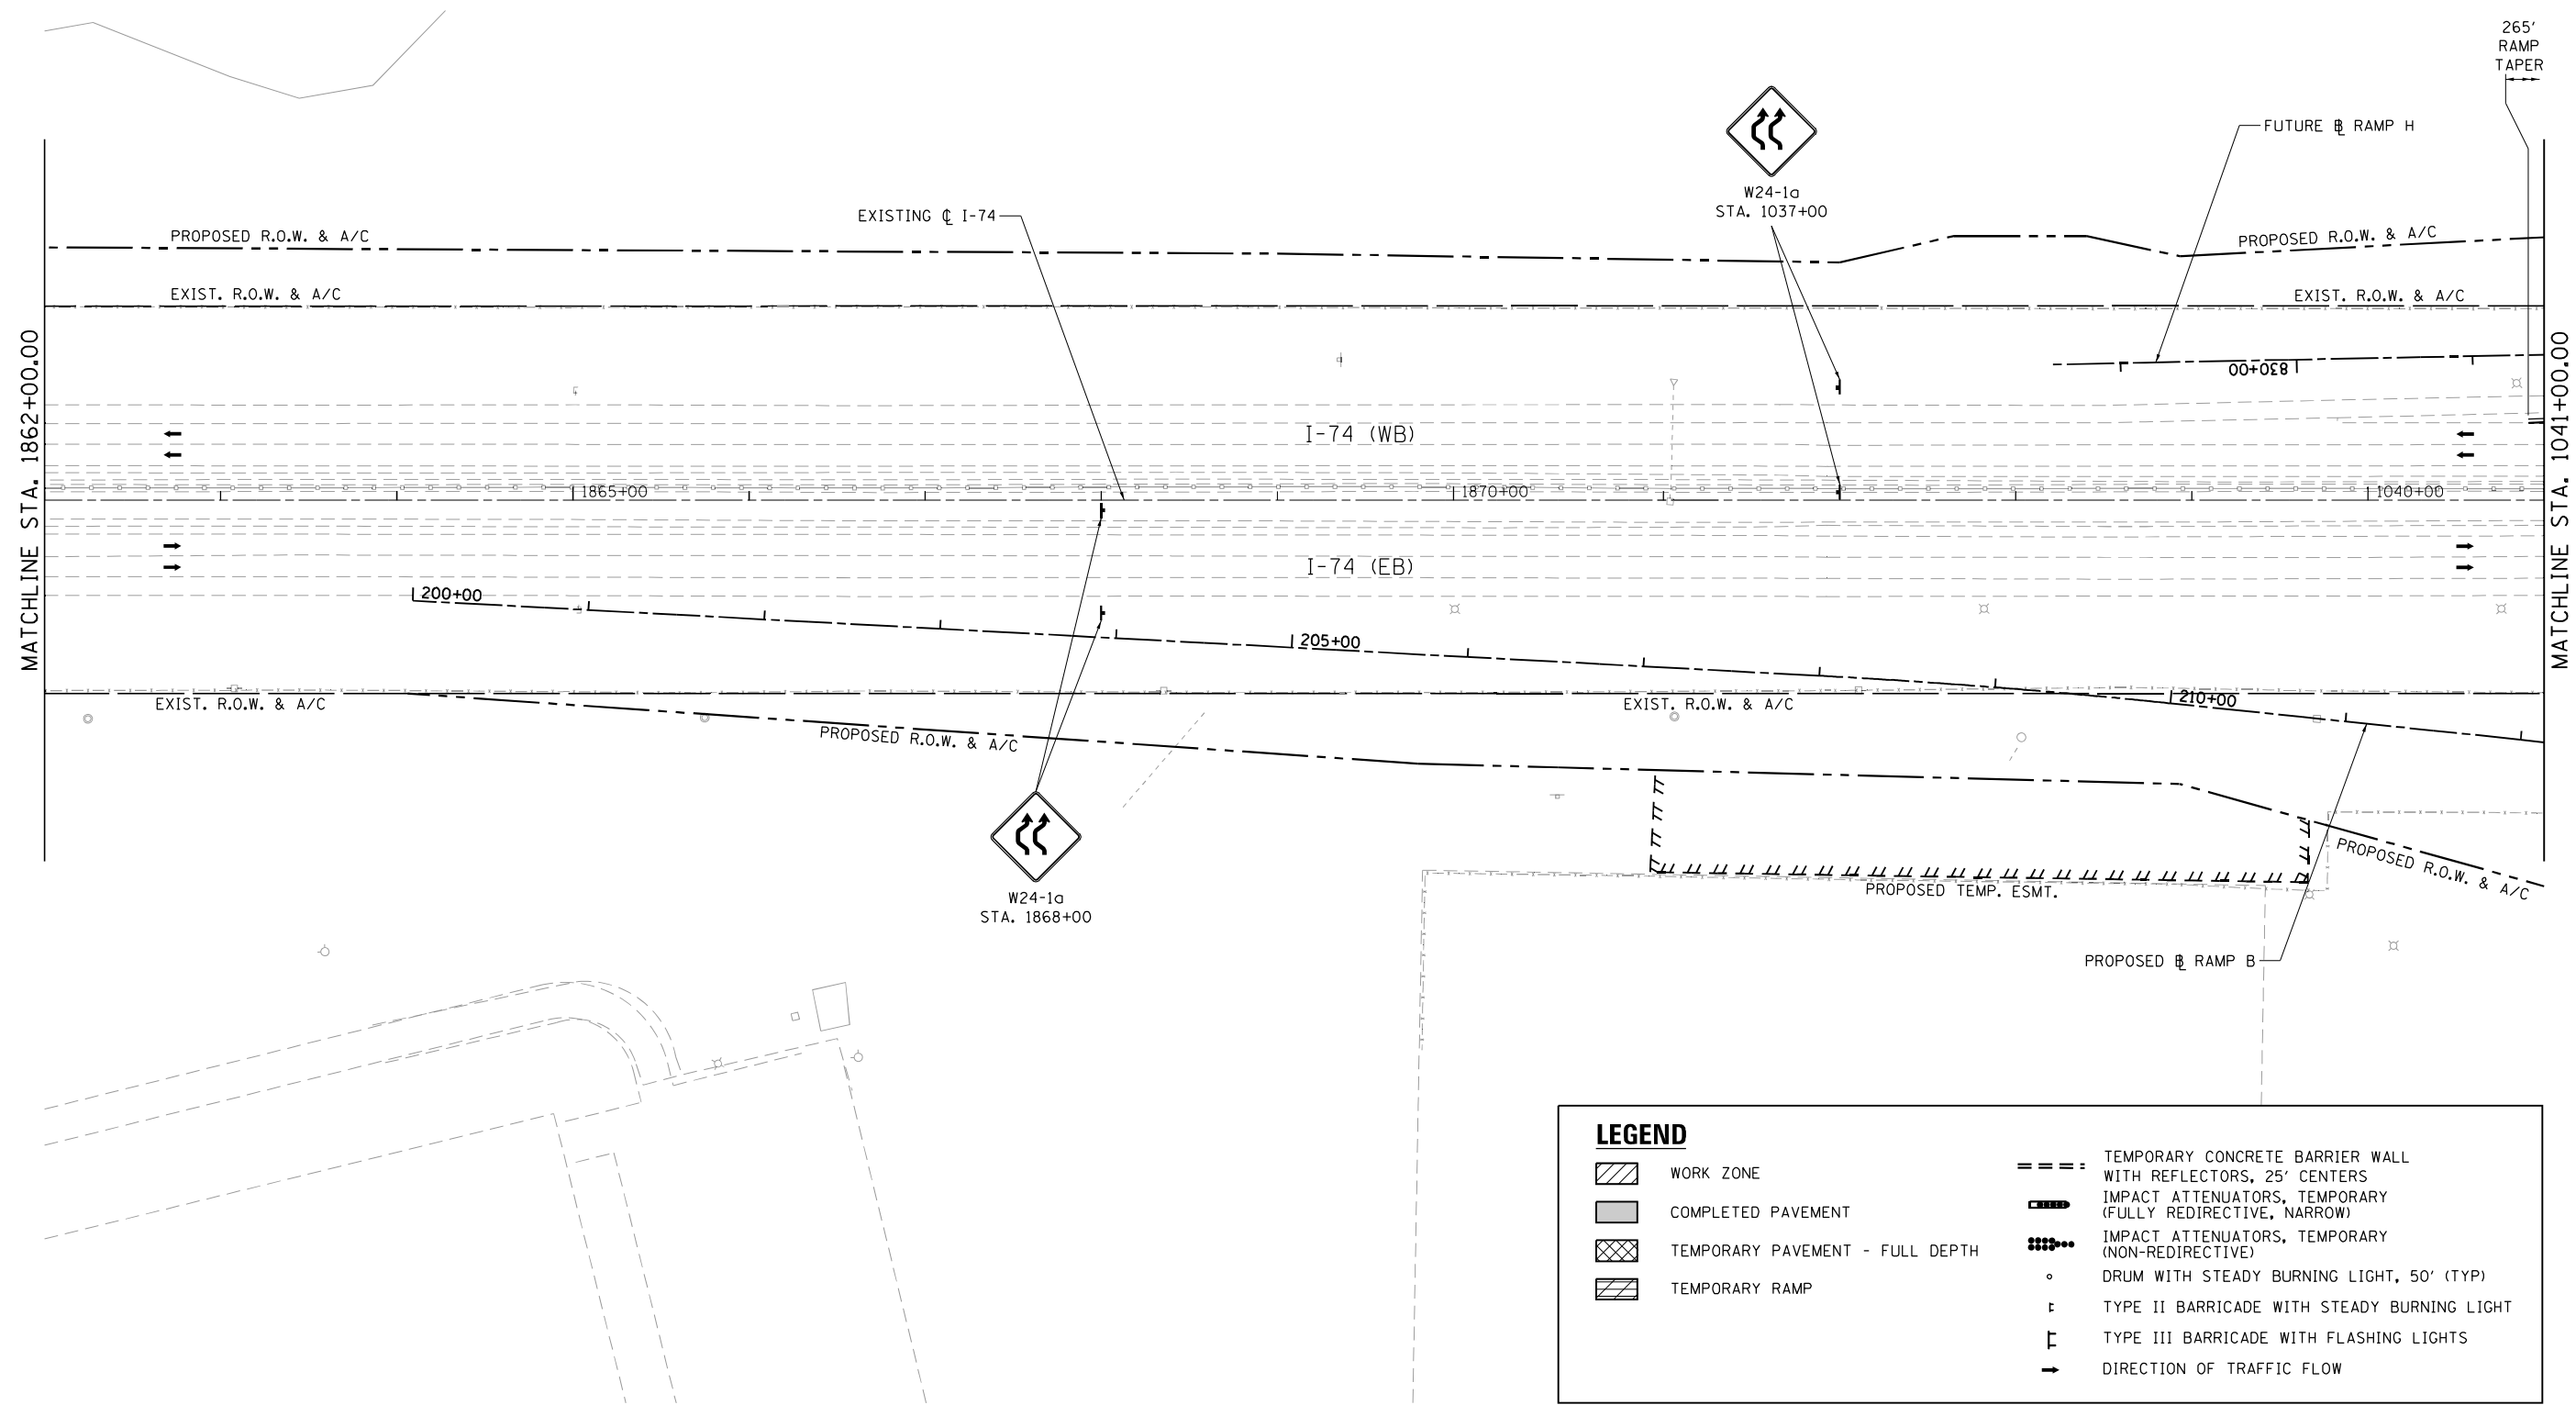 265'
RAMP
TAPER
FUTURE ℄ RAMP H
W24-1a
STA. 1037+00
EXISTING ℄ I-74
PROPOSED R.O.W. & A/C
PROPOSED R.O.W. & A/C
EXIST. R.O.W. & A/C
EXIST. R.O.W. & A/C
MATCHLINE STA. 1862+00.00
MATCHLINE STA. 1041+00.00
830+00
I-74 (WB)
1865+00
1870+00
1040+00
I-74 (EB)
200+00
205+00
210+00
EXIST. R.O.W. & A/C
EXIST. R.O.W. & A/C
PROPOSED R.O.W. & A/C
W24-1a
STA. 1868+00
PROPOSED R.O.W. & A/C
PROPOSED TEMP. ESMT.
PROPOSED ℄ RAMP B
LEGEND
WORK ZONE
COMPLETED PAVEMENT
TEMPORARY PAVEMENT - FULL DEPTH
TEMPORARY RAMP
TEMPORARY CONCRETE BARRIER WALL
WITH REFLECTORS, 25' CENTERS
IMPACT ATTENUATORS, TEMPORARY
(FULLY REDIRECTIVE, NARROW)
IMPACT ATTENUATORS, TEMPORARY
(NON-REDIRECTIVE)
DRUM WITH STEADY BURNING LIGHT, 50' (TYP)
TYPE II BARRICADE WITH STEADY BURNING LIGHT
TYPE III BARRICADE WITH FLASHING LIGHTS
DIRECTION OF TRAFFIC FLOW